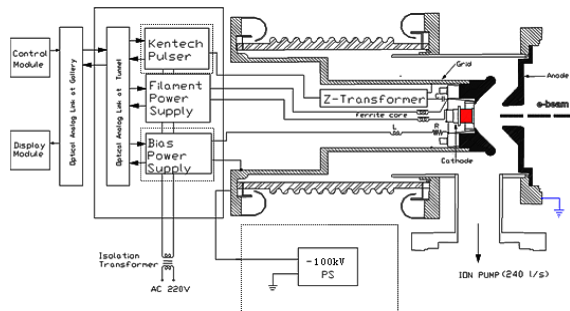 Control
Module
Display
Module
Optical Analog Link at Gallery
Optical Analog Link at Tunnel
Kentech
Pulser
Filament
Power
Supply
Bias
Power
Supply
Isolation
Transformer
AC 220V
-100kV
PS
Z-Transformer
ferrite core
L
R
C
Grid
Cathode
Anode
e-beam
ION PUMP (240 l/s)